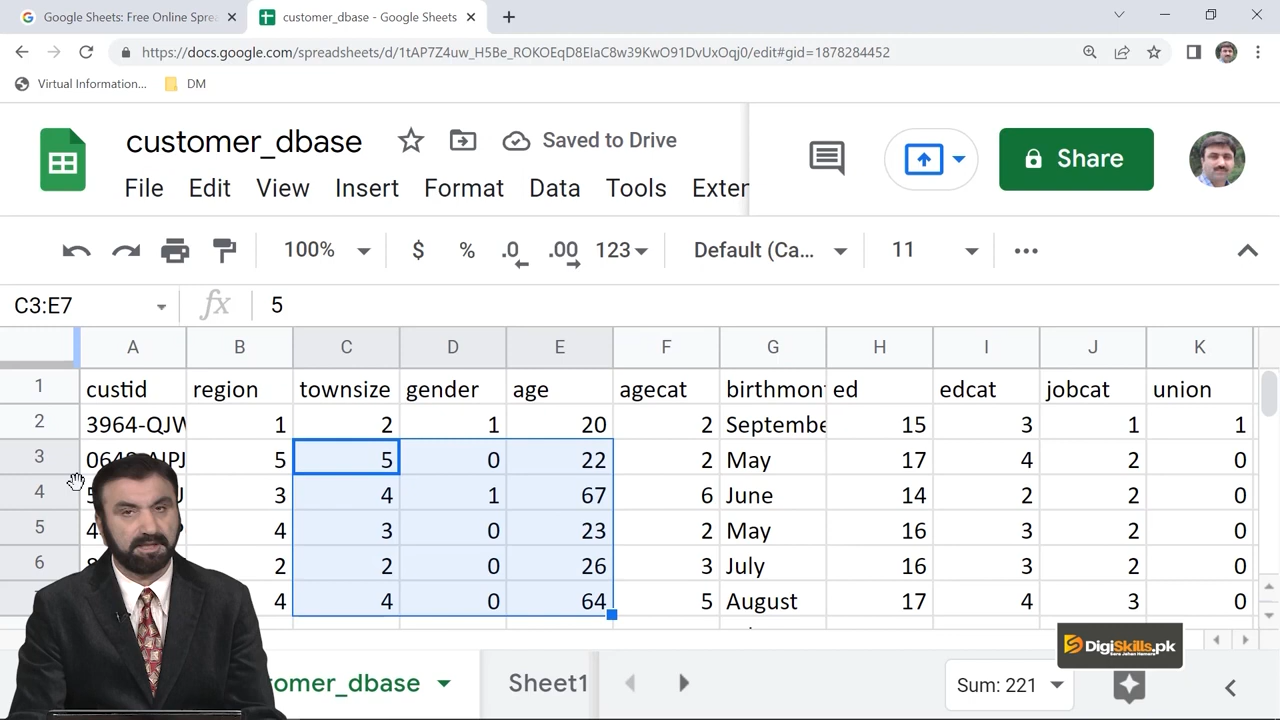 Google Sheets: Free Online Sprea
customer_dbase - Google Sheets
https://docs.google.com/spreadsheets/d/1tAP7Z4uw_H5Be_ROKOEqD8EIaC8w39KwO91DvUxOqj0/edit#gid=1878284452
Virtual Information...
DM
customer_dbase
Saved to Drive
File Edit View Insert Format Data Tools Exter
Share
100% $ % .0 .00 123 Default (Ca... 11
C3:E7 fx 5
A B C D E F G H I J K
1 custid region townsize gender age agecat birthmon ed edcat jobcat union
2 3964-QJW 1 2 1 20 2 Septembe 15 3 1 1
3 5 5 0 22 2 May 17 4 2 0
4 3 4 1 67 6 June 14 2 2 0
5 4 3 0 23 2 May 16 3 2 0
6 2 2 0 26 3 July 16 3 2 0
4 4 0 64 5 August 17 4 3 0
DigiSkills.pk
omer_dbase Sheet1 Sum: 221